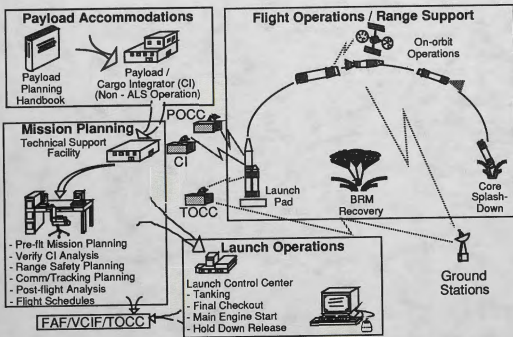 Payload Accommodations
Payload
Planning
Handbook
Payload /
Cargo Integrator (CI)
(Non - ALS Operation)
Flight Operations / Range Support
On-orbit
Operations
POCC
CI
TOCC
Launch
Pad
BRM
Recovery
Core
Splash-
Down
Ground
Stations
Mission Planning
Technical Support
Facility
- Pre-flt Mission Planning
- Verify CI Analysis
- Range Safety Planning
- Comm/Tracking Planning
- Post-flight Analysis
- Flight Schedules
FAF/VCIF/TOCC
Launch Operations
Launch Control Center
- Tanking
- Final Checkout
- Main Engine Start
- Hold Down Release